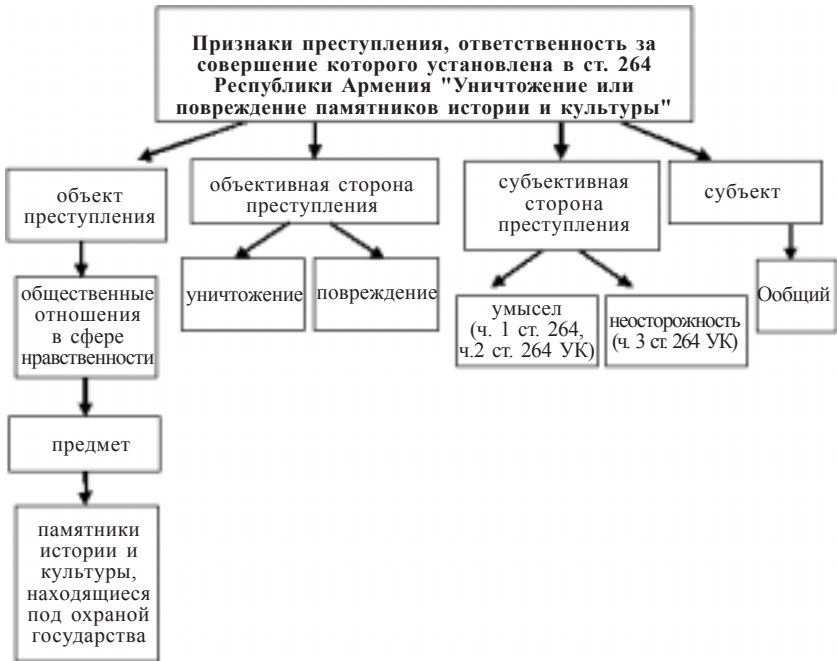 Признаки преступления, ответственность за
совершение которого установлена в ст. 264
Республики Армения "Уничтожение или
повреждение памятников истории и культуры"
объект
преступления
объективная сторона
преступления
субъективная
сторона
преступления
субъект
общественные
отношения
в сфере
нравственности
уничтожение
повреждение
умысел
(ч. 1 ст. 264,
ч.2 ст. 264 УК)
неосторожность
(ч. 3 ст. 264 УК)
Ообщий
предмет
памятники
истории и
культуры,
находящиеся
под охраной
государства